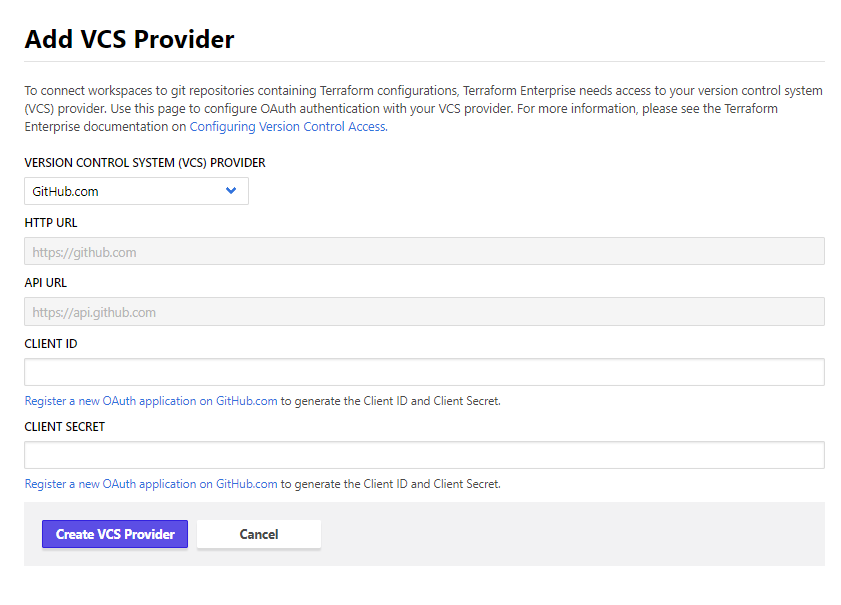 Add VCS Provider
To connect workspaces to git repositories containing Terraform configurations, Terraform Enterprise needs access to your version control system
(VCS) provider. Use this page to configure OAuth authentication with your VCS provider. For more information, please see the Terraform
Enterprise documentation on Configuring Version Control Access.
VERSION CONTROL SYSTEM (VCS) PROVIDER
GitHub.com
HTTP URL
https://github.com
API URL
https://api.github.com
CLIENT ID
Register a new OAuth application on GitHub.com to generate the Client ID and Client Secret.
CLIENT SECRET
Register a new OAuth application on GitHub.com to generate the Client ID and Client Secret.
Create VCS Provider Cancel